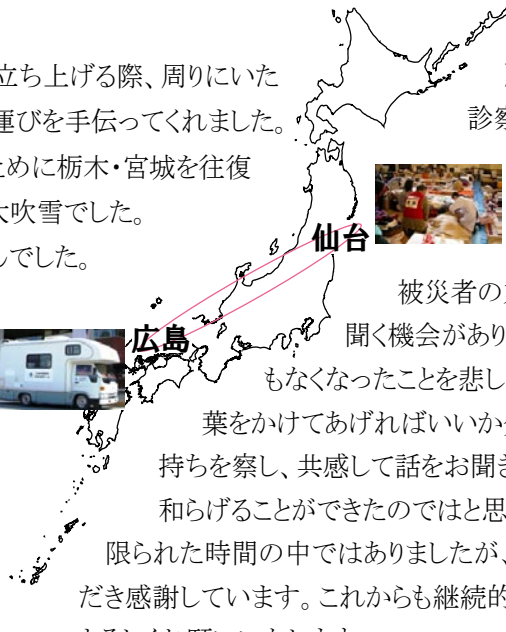 立ち上げる際、周りにいた
運びを手伝ってくれました。
ために栃木・宮城を往復
大吹雪でした。
んでした。
診察
仙台
広島
被災者の
聞く機会があり
もなくなったことを悲し
葉をかけてあげればいいか
持ちを察し、共感して話をお聞き
和らげることができたのではと思
限られた時間の中ではありましたが、
だき感謝しています。これからも継続的